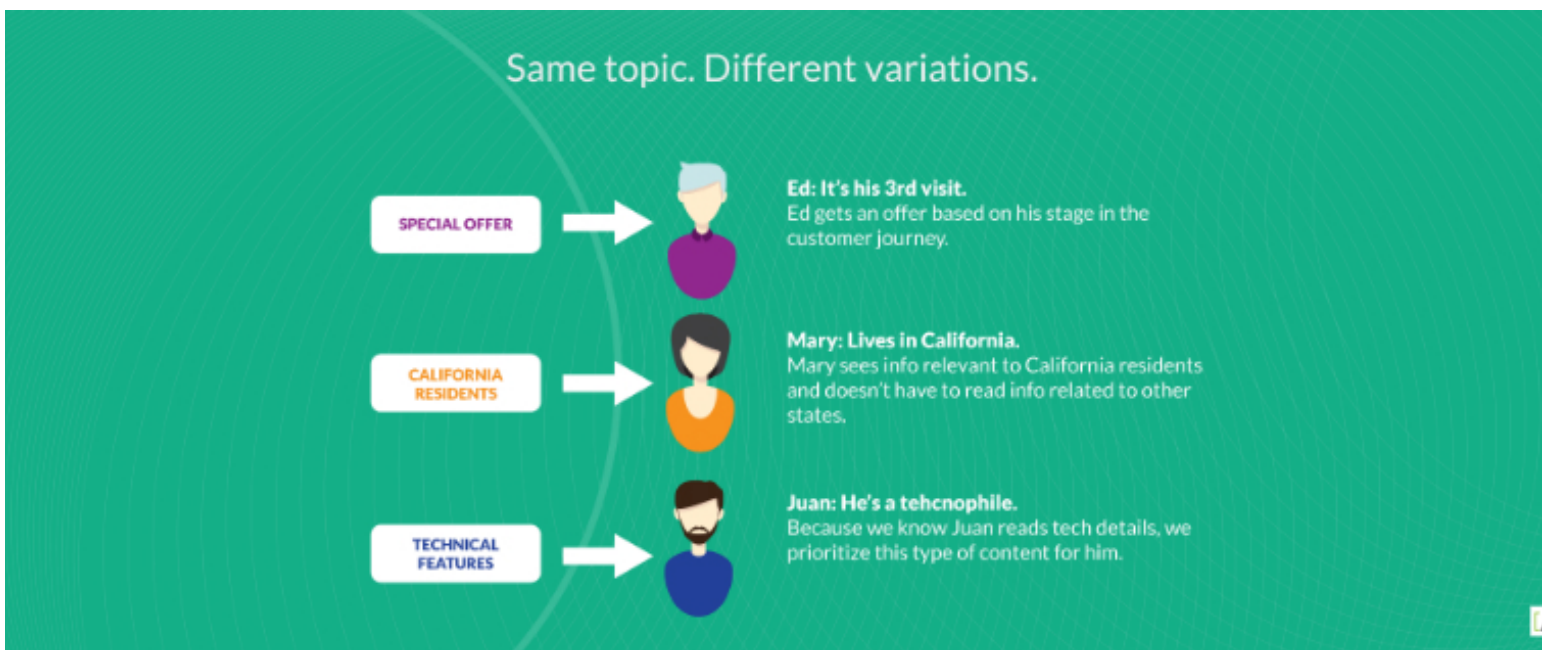 Same topic. Different variations.
SPECIAL OFFER
Ed: It's his 3rd visit.
Ed gets an offer based on his stage in the
customer journey.
CALIFORNIA
RESIDENTS
Mary: Lives in California.
Mary sees info relevant to California residents
and doesn't have to read info related to other
states.
TECHNICAL
FEATURES
Juan: He's a tehcnophile.
Because we know Juan reads tech details, we
prioritize this type of content for him.